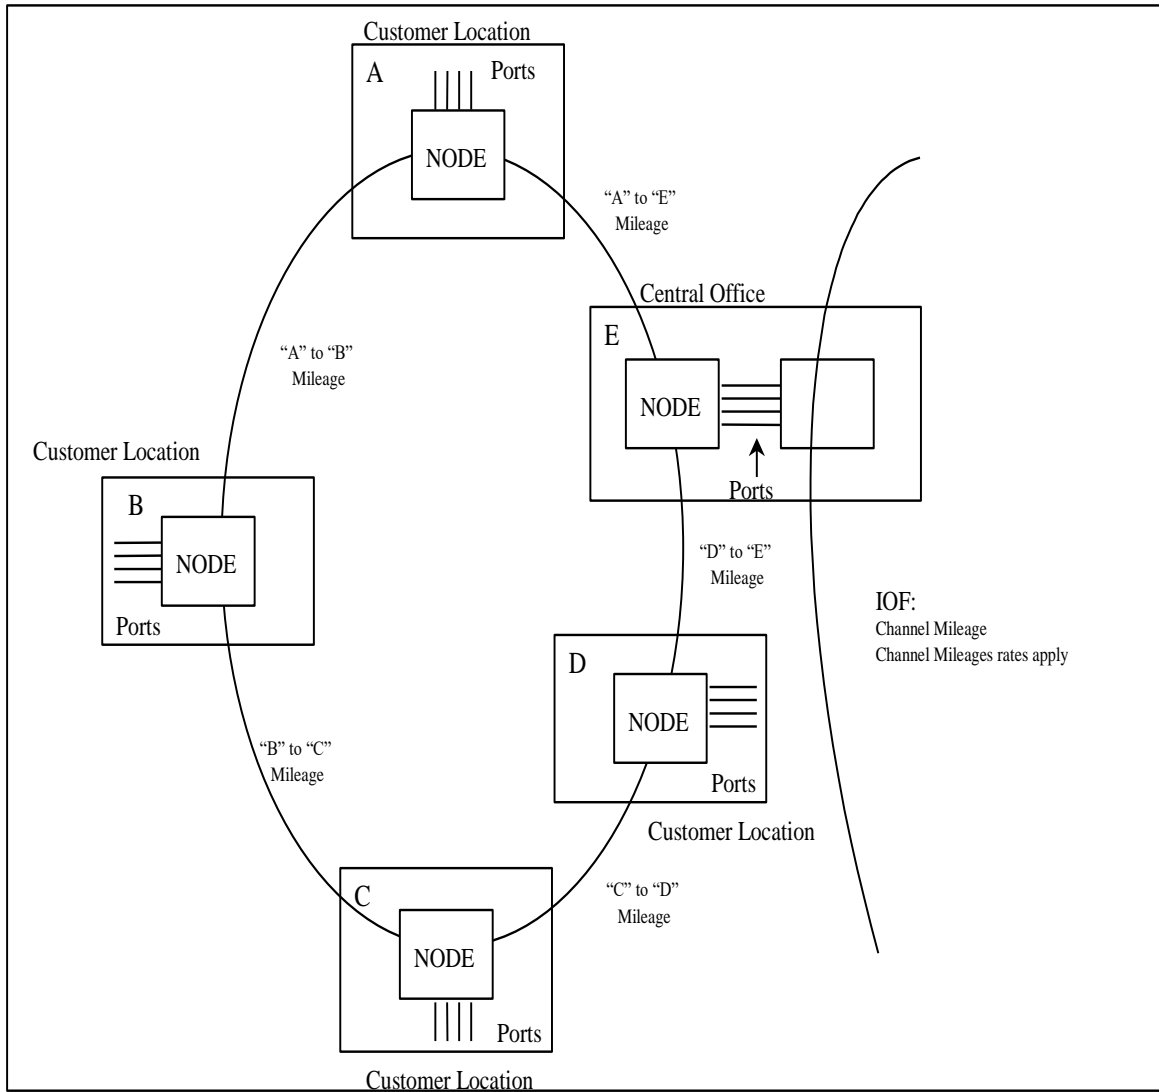 Customer Location
A
Ports
NODE
“A” to “E”
Mileage
Central Office
E
NODE
Ports
“A” to “B”
Mileage
Customer Location
B
NODE
Ports
“D” to “E”
Mileage
IOF:
Channel Mileage
Channel Mileages rates apply
D
NODE
Ports
Customer Location
“B” to “C”
Mileage
“C” to “D”
Mileage
C
NODE
Ports
Customer Location